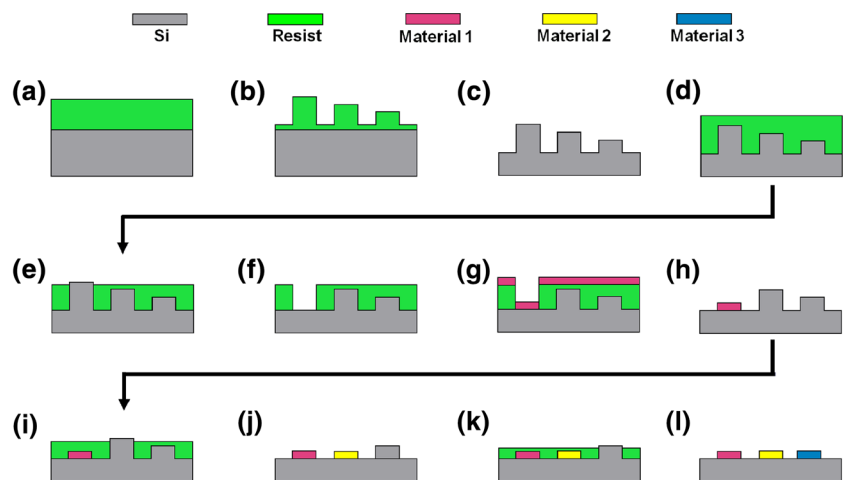 Si Resist Material 1 Material 2 Material 3
(a) (b) (c) (d)
(e) (f) (g) (h)
(i) (j) (k) (l)